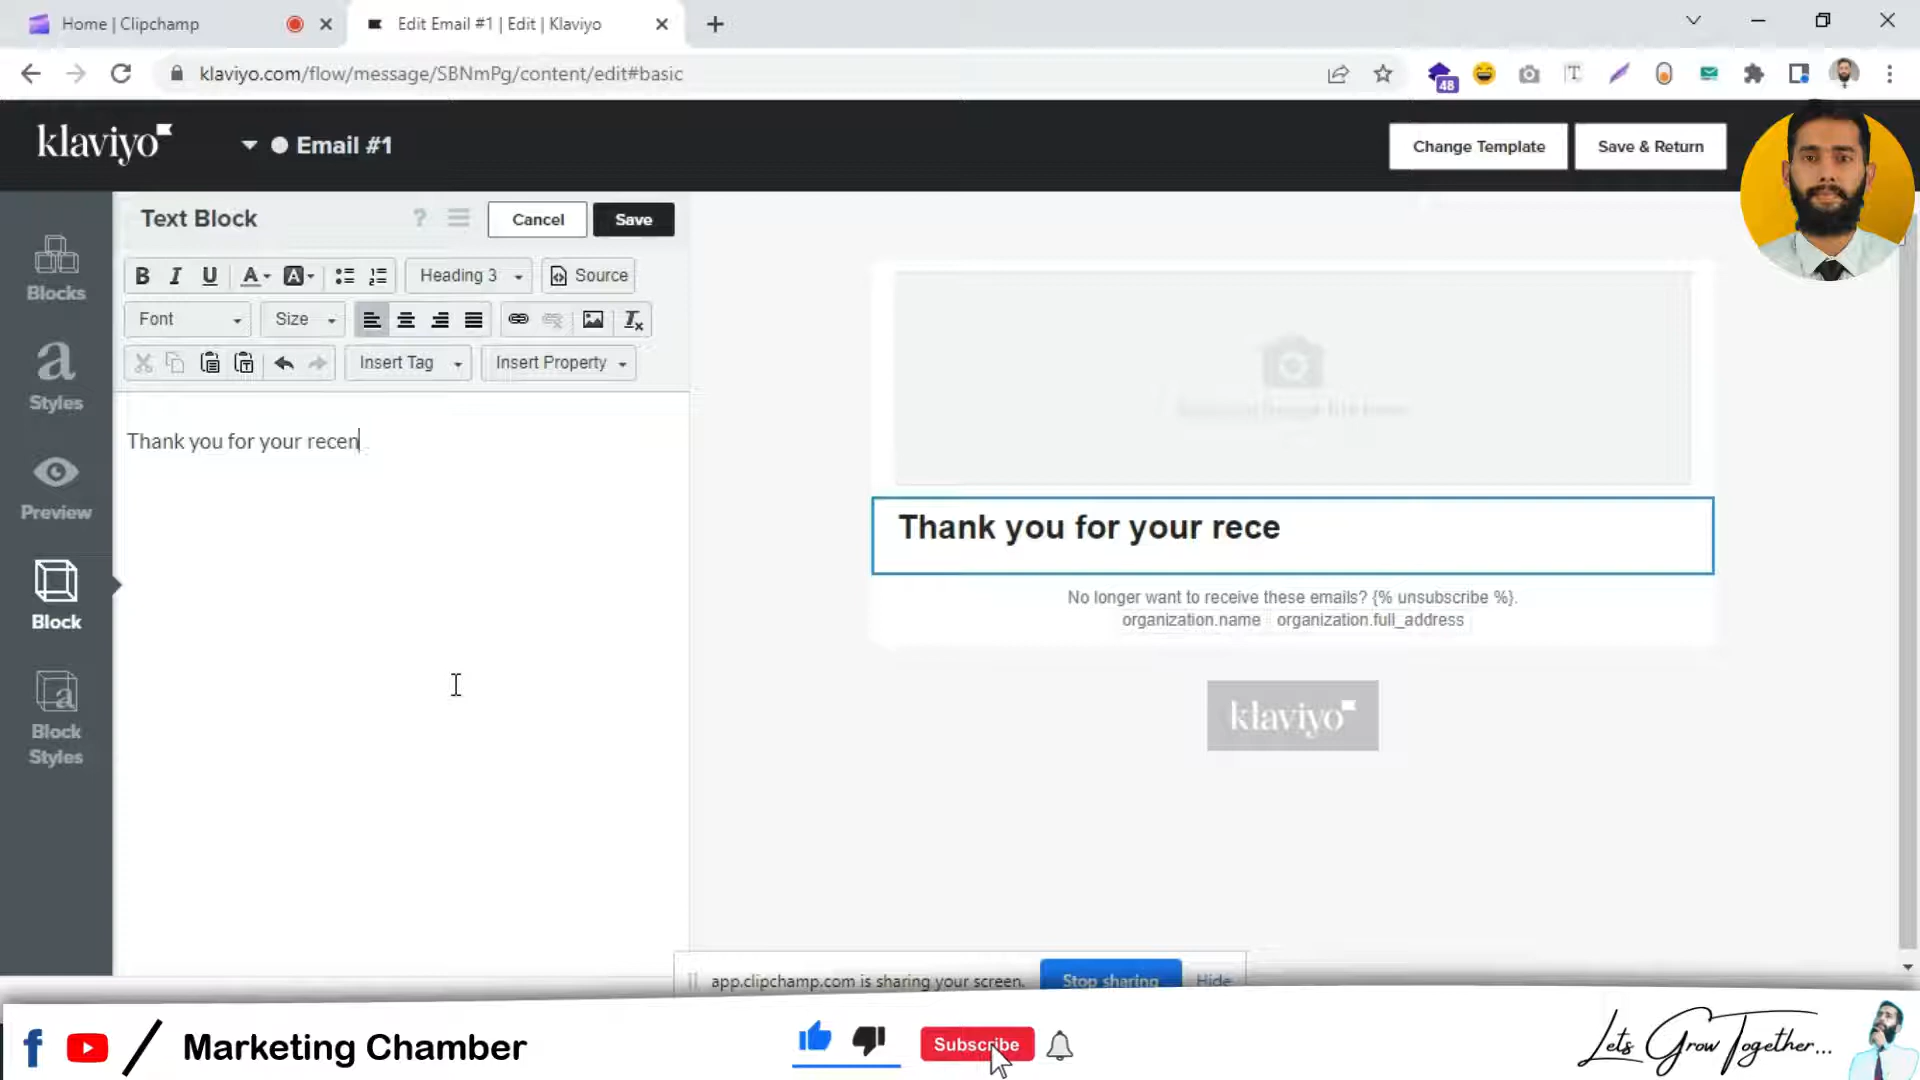 Home | Clipchamp
Edit Email #1 | Edit | Klaviyo
klaviyo.com/flow/message/SBNmPg/content/edit#basic
48
klaviyo
Email #1
Change Template
Save & Return
Text Block
?
Cancel
Save
B I U A A
Heading 3
Source
Font
Size
Insert Tag
Insert Property
Blocks
Styles
Preview
Block
Block
Styles
Thank you for your recen
Thank you for your rece
No longer want to receive these emails? {% unsubscribe %}.
organization.name organization.full_address
klaviyo
app.clipchamp.com is sharing your screen.
Stop sharing
Hide
Marketing Chamber
Subscribe
Lets Grow Together...